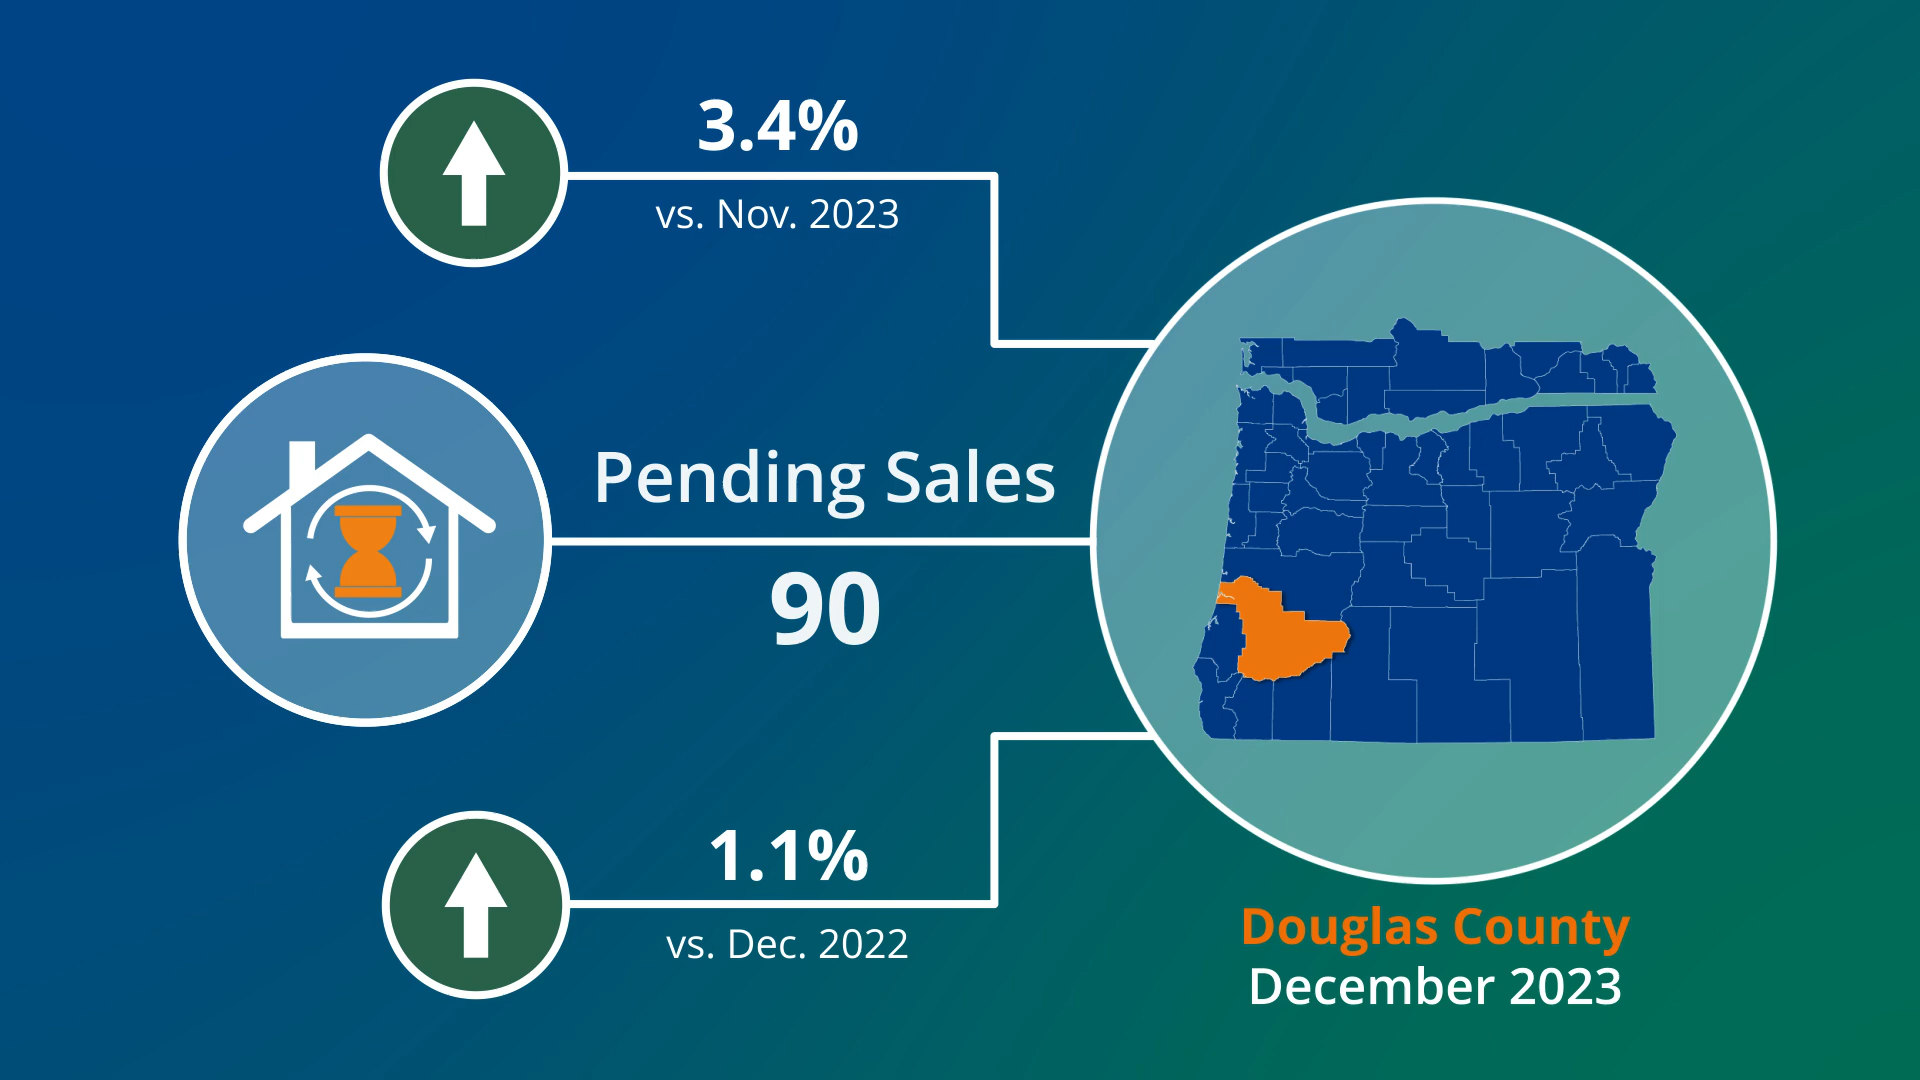 3.4%
vs. Nov. 2023
Pending Sales
90
1.1%
vs. Dec. 2022
Douglas County
December 2023